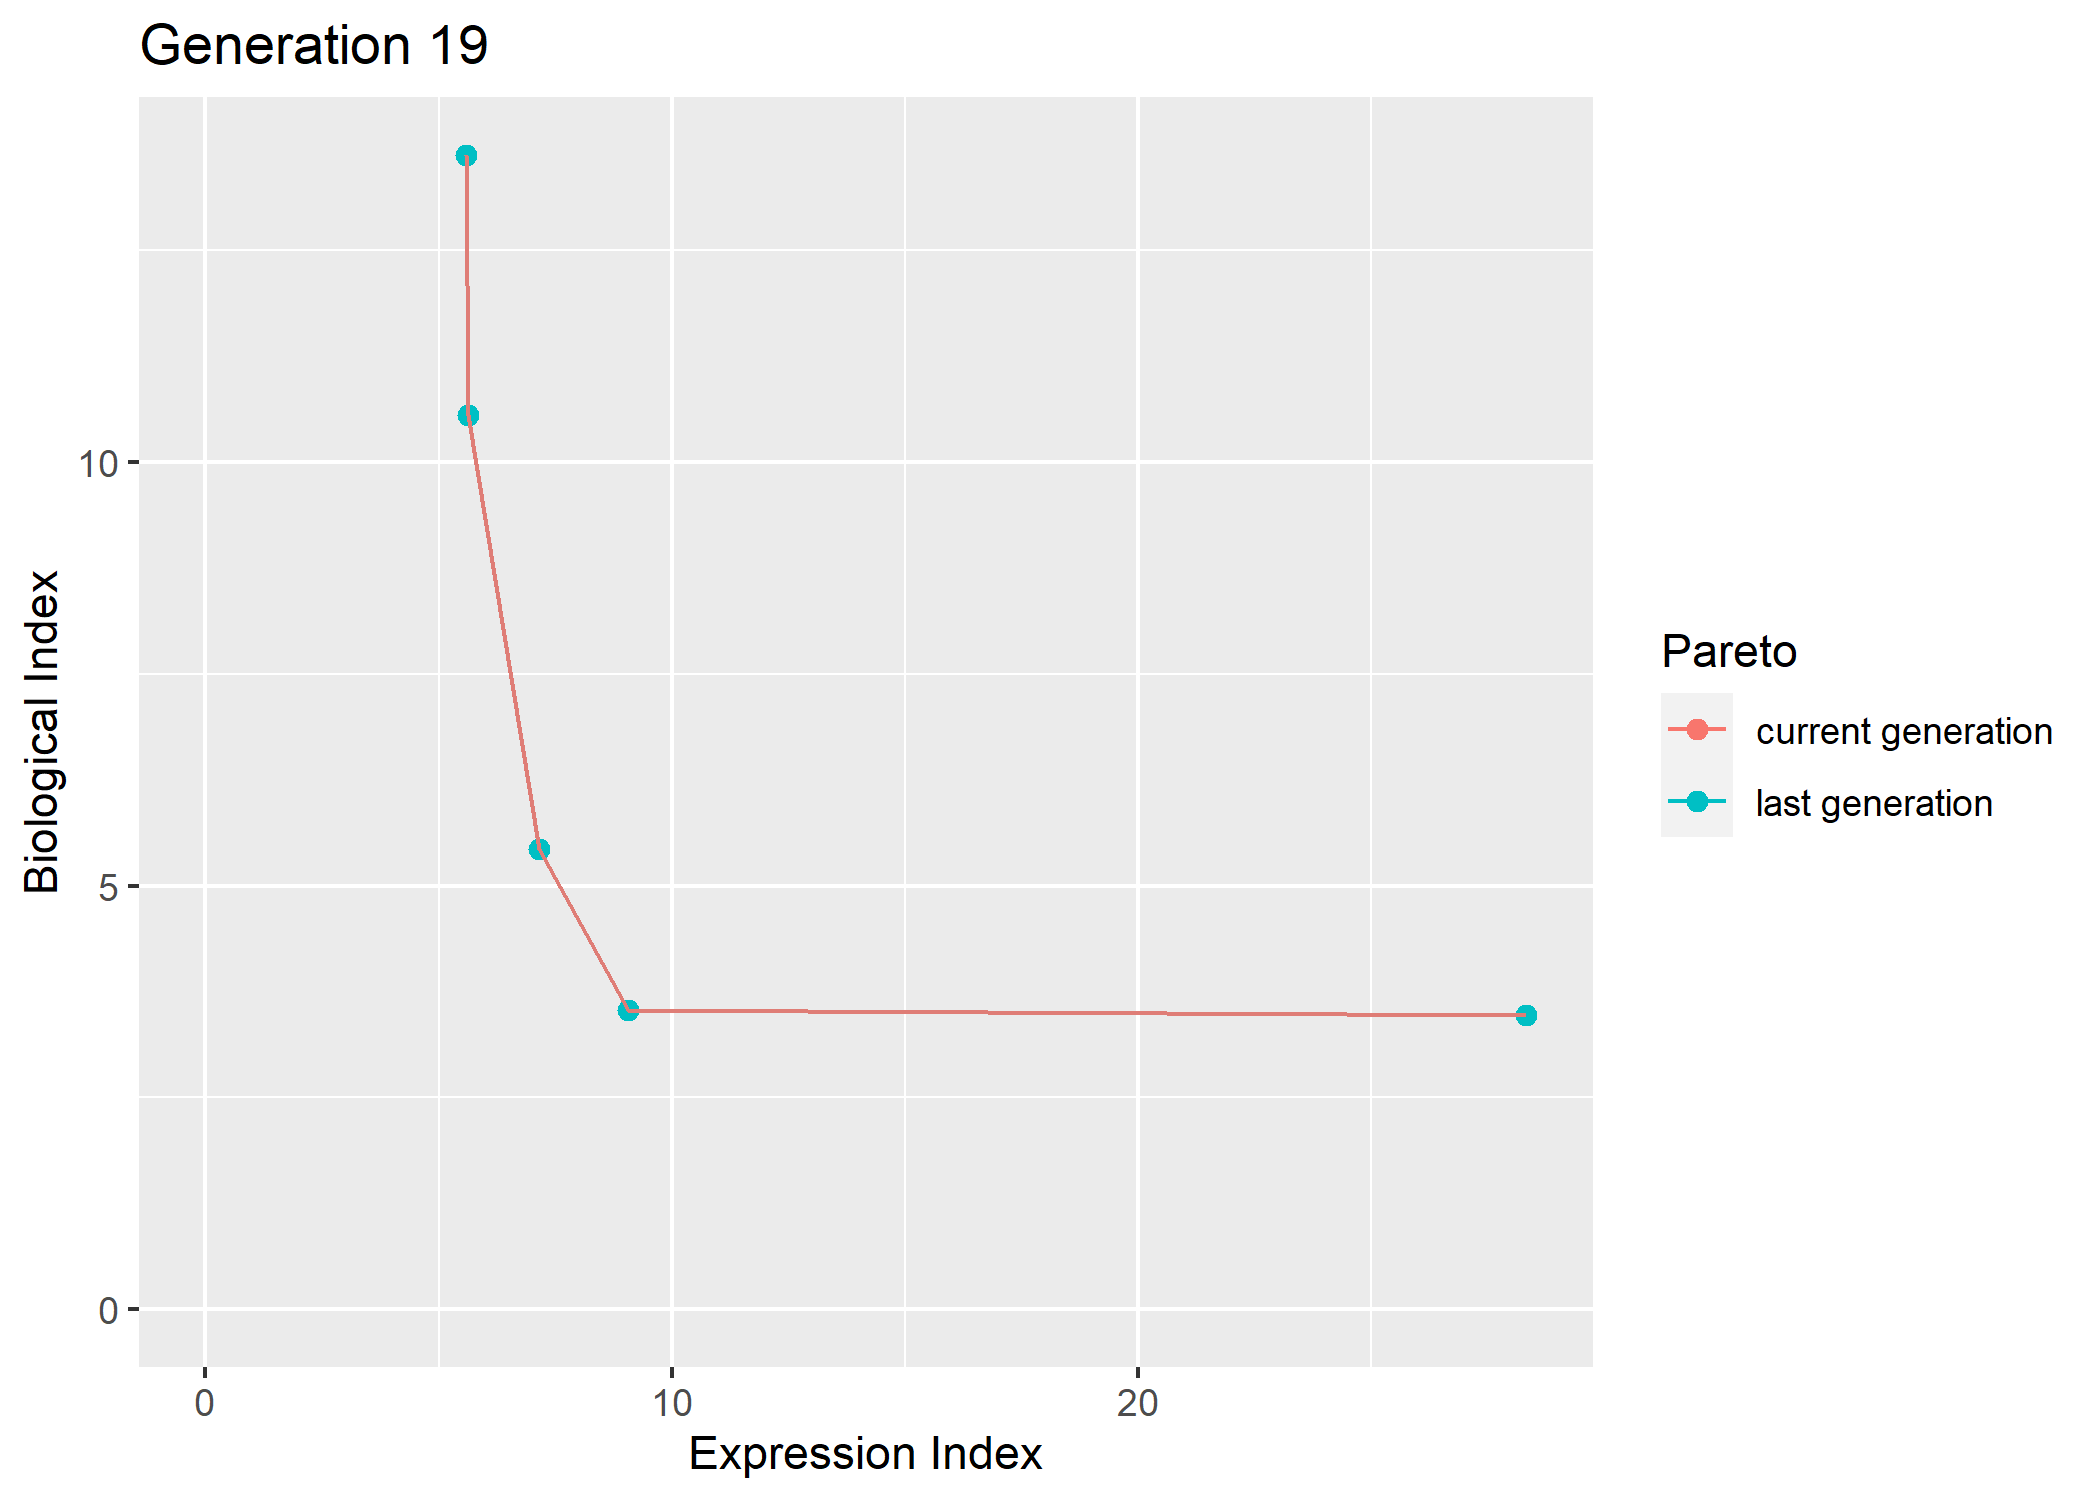 Generation 19
Biological Index
10
5
0
0
10
20
Expression Index
Pareto
current generation
last generation